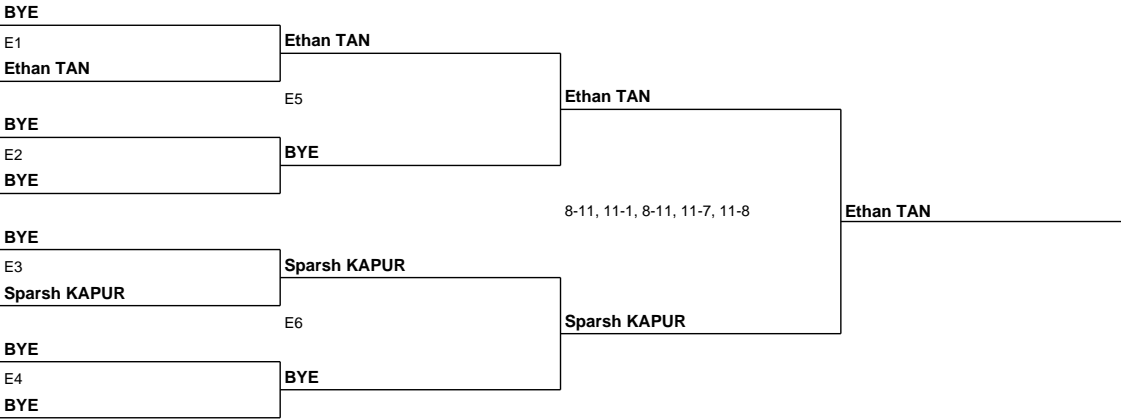 BYE
E1
Ethan TAN
Ethan TAN
E5
Ethan TAN
BYE
E2
BYE
BYE
8-11, 11-1, 8-11, 11-7, 11-8
Ethan TAN
BYE
E3
Sparsh KAPUR
Sparsh KAPUR
E6
Sparsh KAPUR
BYE
E4
BYE
BYE